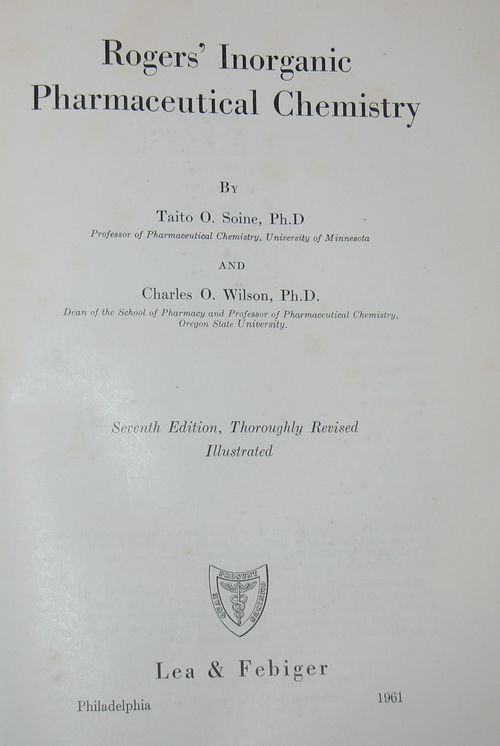 Rogers' Inorganic
Pharmaceutical Chemistry
By
Taito O. Soine, Ph.D
Professor of Pharmaceutical Chemistry, University of Minnesota
AND
Charles O. Wilson, Ph.D.
Dean of the School of Pharmacy and Professor of Pharmaceutical Chemistry,
Oregon State University.
Seventh Edition, Thoroughly Revised
Illustrated
Lea & Febiger
Philadelphia
1961